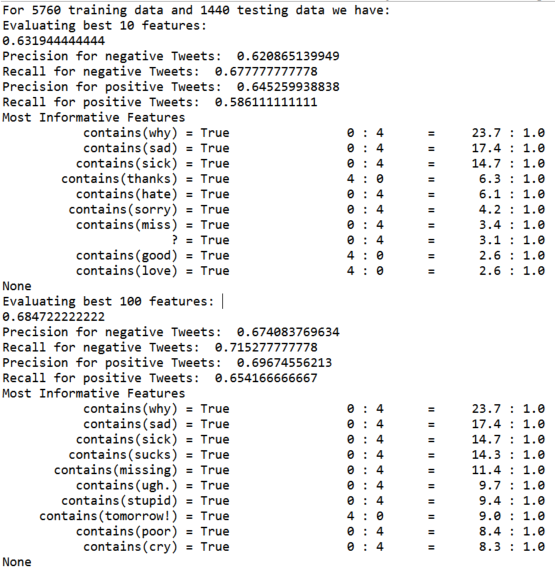 For 5760 training data and 1440 testing data we have:
Evaluating best 10 features:
0.631944444444
Precision for negative Tweets:  0.620865139949
Recall for negative Tweets:  0.677777777778
Precision for positive Tweets:  0.645259938838
Recall for positive Tweets:  0.586111111111
Most Informative Features
contains(why) = True 0 : 4 = 23.7 : 1.0
contains(sad) = True 0 : 4 = 17.4 : 1.0
contains(sick) = True 0 : 4 = 14.7 : 1.0
contains(thanks) = True 4 : 0 = 6.3 : 1.0
contains(hate) = True 0 : 4 = 6.1 : 1.0
contains(sorry) = True 0 : 4 = 4.2 : 1.0
contains(miss) = True 0 : 4 = 3.4 : 1.0
? = True 0 : 4 = 3.1 : 1.0
contains(good) = True 4 : 0 = 2.6 : 1.0
contains(love) = True 4 : 0 = 2.6 : 1.0
None
Evaluating best 100 features:
0.684722222222
Precision for negative Tweets:  0.674083769634
Recall for negative Tweets:  0.715277777778
Precision for positive Tweets:  0.69674556213
Recall for positive Tweets:  0.654166666667
Most Informative Features
contains(why) = True 0 : 4 = 23.7 : 1.0
contains(sad) = True 0 : 4 = 17.4 : 1.0
contains(sick) = True 0 : 4 = 14.7 : 1.0
contains(sucks) = True 0 : 4 = 14.3 : 1.0
contains(missing) = True 0 : 4 = 11.4 : 1.0
contains(ugh.) = True 0 : 4 = 9.7 : 1.0
contains(stupid) = True 0 : 4 = 9.4 : 1.0
contains(tomorrow!) = True 4 : 0 = 9.0 : 1.0
contains(poor) = True 0 : 4 = 8.4 : 1.0
contains(cry) = True 0 : 4 = 8.3 : 1.0
None